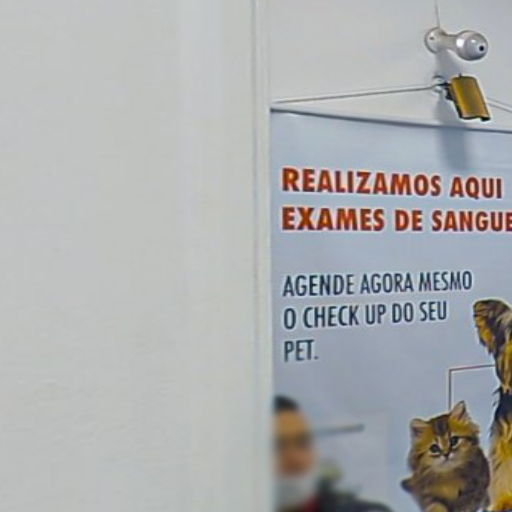 REALIZAMOS AQUI
EXAMES DE SANGUE
AGENDE AGORA MESMO
O CHECK UP DO SEU
PET.